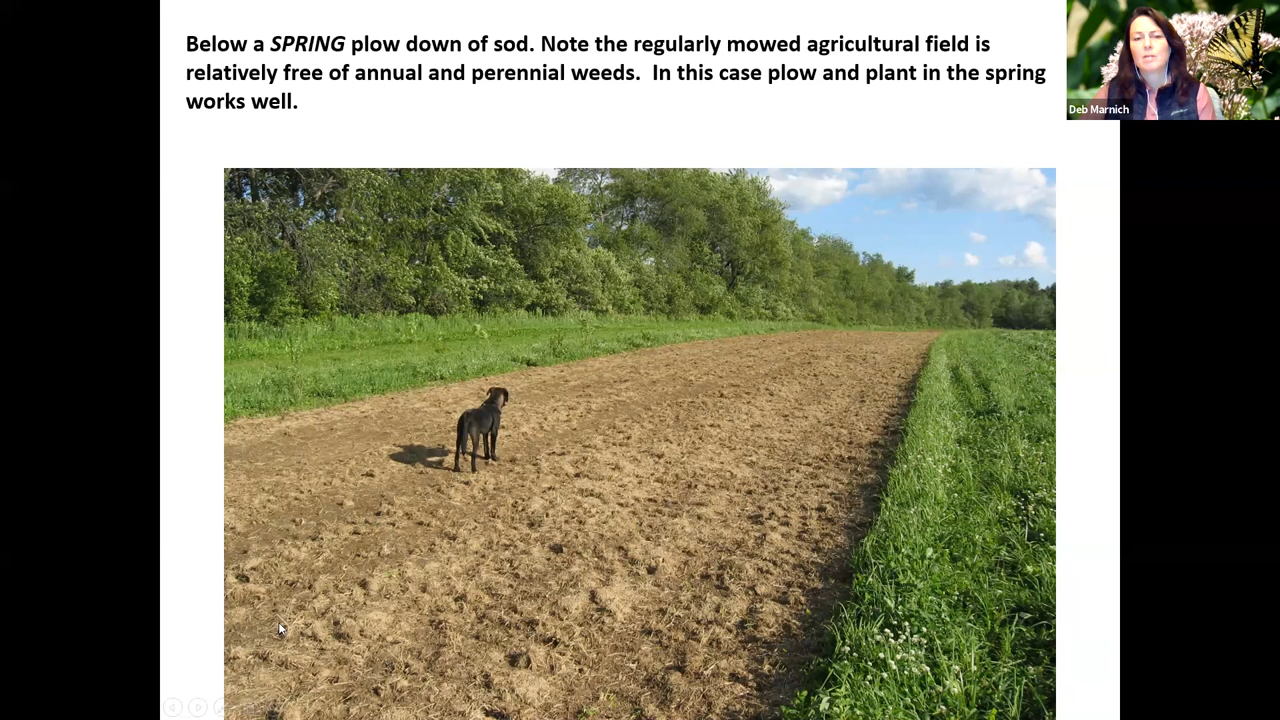 Below a SPRING plow down of sod. Note the regularly mowed agricultural field is
relatively free of annual and perennial weeds.  In this case plow and plant in the spring
works well.
Deb Marnich